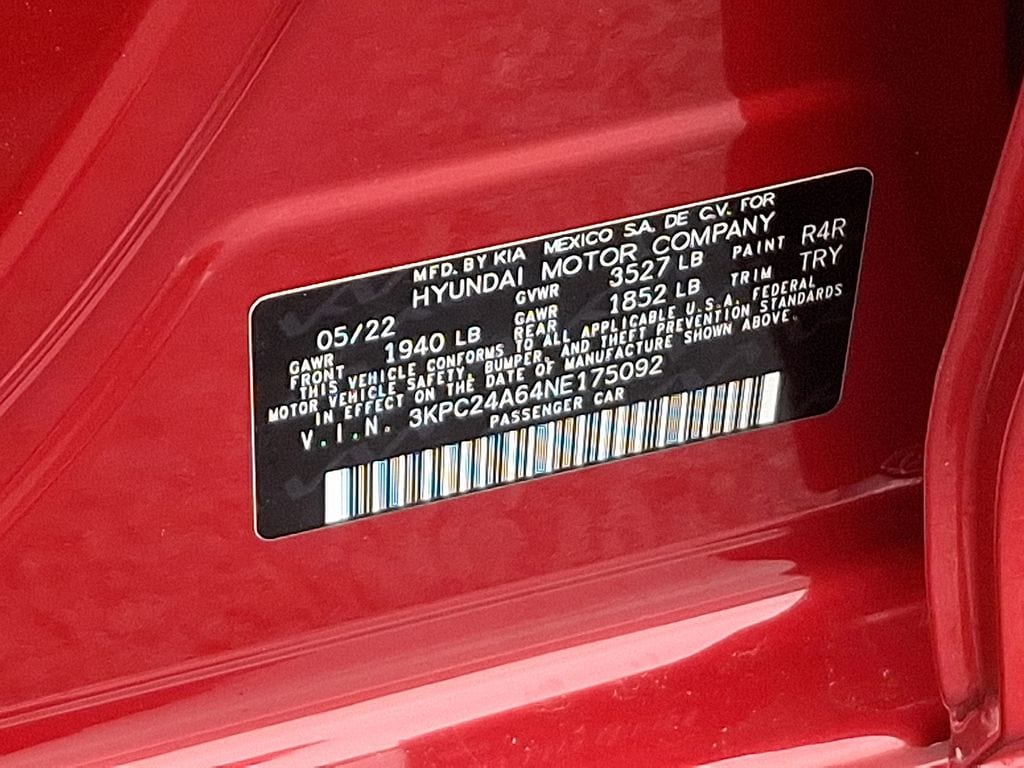 MFD. BY KIA MEXICO S.A. DE C.V. FOR
HYUNDAI MOTOR COMPANY
05/22 GVWR 3527 LB PAINT R4R
GAWR FRONT 1940 LB GAWR REAR 1852 LB TRIM TRY
THIS VEHICLE CONFORMS TO ALL APPLICABLE U.S.A. FEDERAL
MOTOR VEHICLE SAFETY, BUMPER, AND THEFT PREVENTION STANDARDS
IN EFFECT ON THE DATE OF MANUFACTURE SHOWN ABOVE.
V.I.N. 3KPC24A64NE175092
PASSENGER CAR